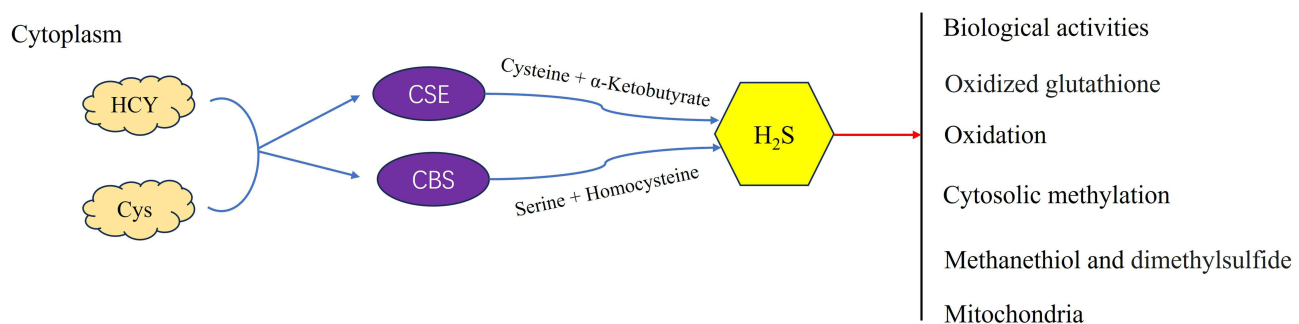 Cytoplasm
HCY
Cys
CSE
CBS
Cysteine + α-Ketobutyrate
Serine + Homocysteine
H₂S
Biological activities
Oxidized glutathione
Oxidation
Cytosolic methylation
Methanethiol and dimethylsulfide
Mitochondria